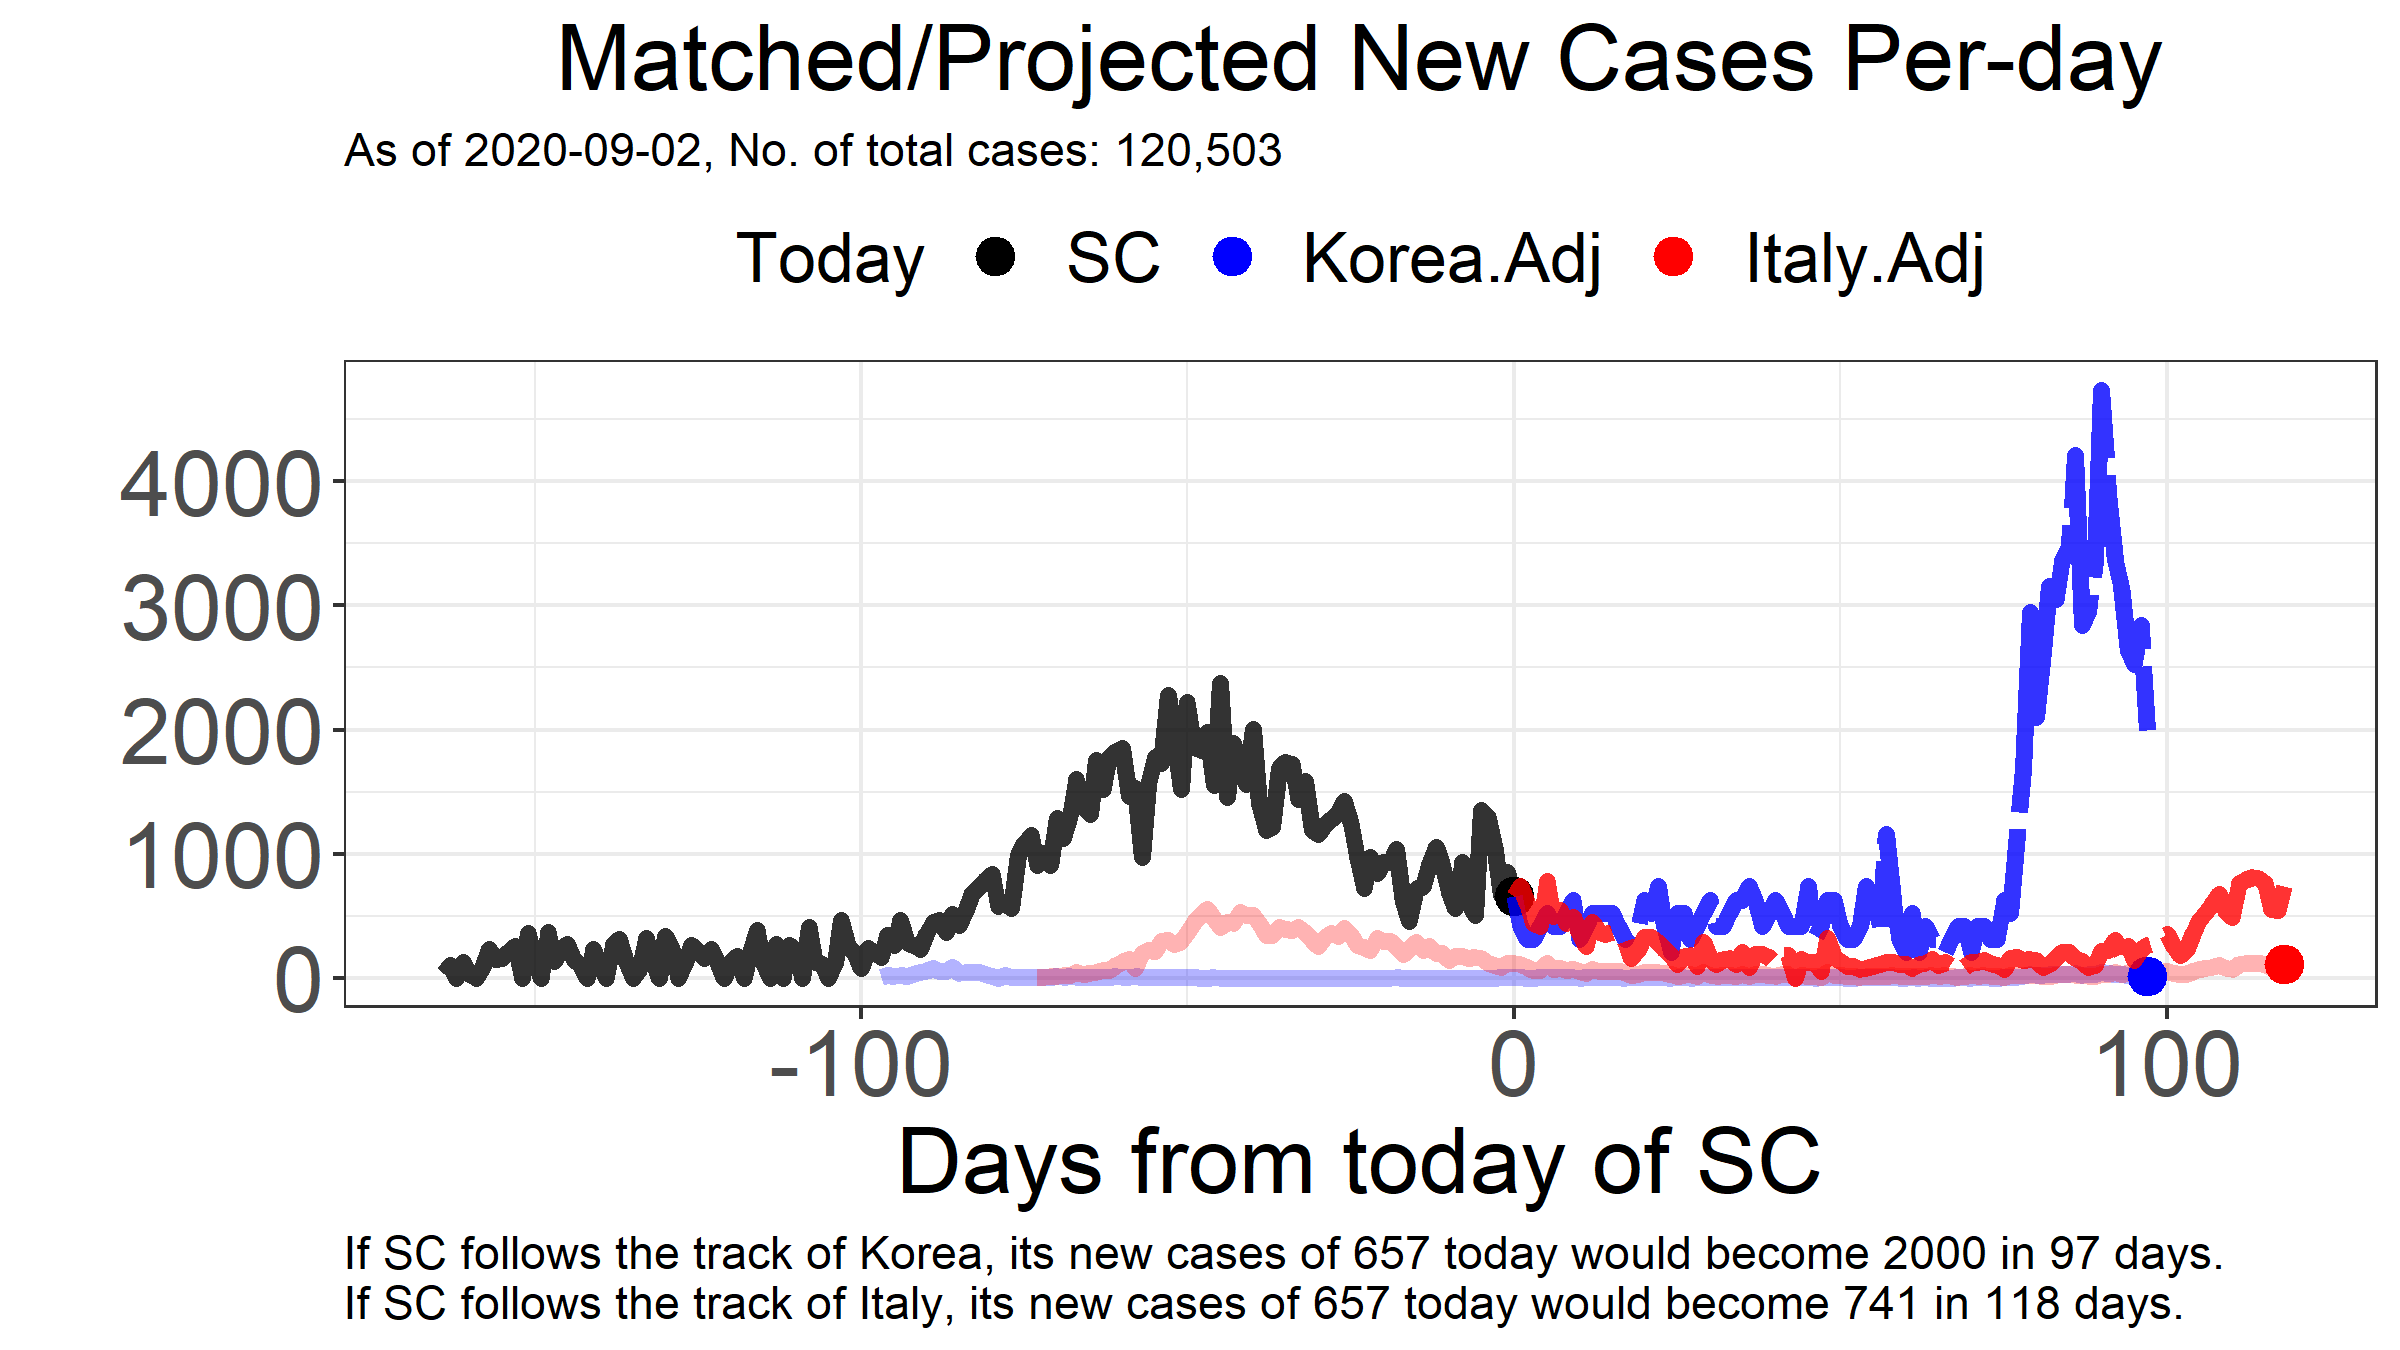 Matched/Projected New Cases Per-day
As of 2020-09-02, No. of total cases: 120,503
Today SC Korea.Adj Italy.Adj
4000
3000
2000
1000
0
-100 0 100
Days from today of SC
If SC follows the track of Korea, its new cases of 657 today would become 2000 in 97 days.
If SC follows the track of Italy, its new cases of 657 today would become 741 in 118 days.